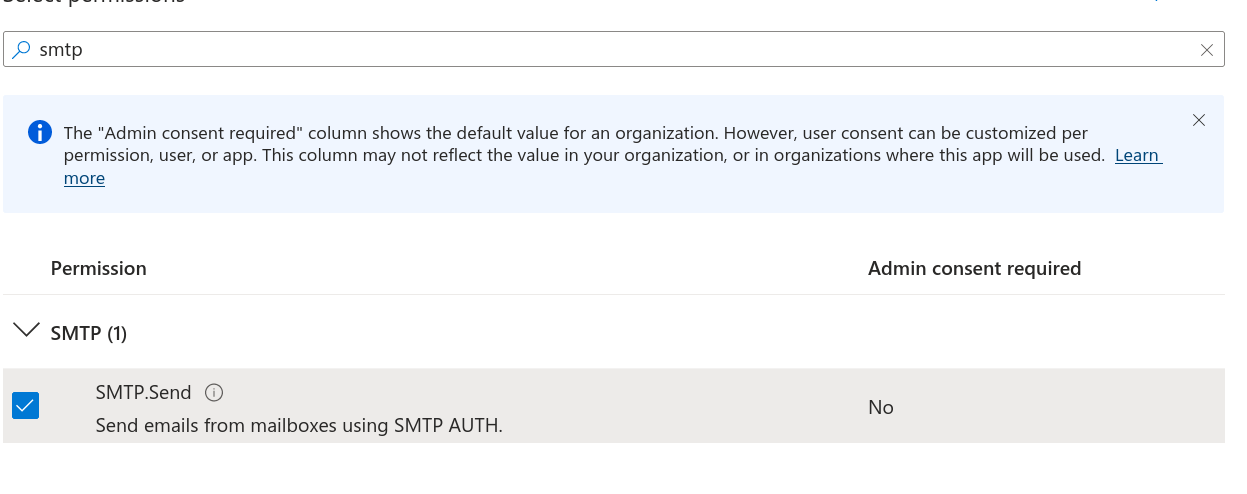 Select permissions
smtp
The "Admin consent required" column shows the default value for an organization. However, user consent can be customized per
permission, user, or app. This column may not reflect the value in your organization, or in organizations where this app will be used. Learn
more
Permission Admin consent required
SMTP (1)
SMTP.Send
Send emails from mailboxes using SMTP AUTH.
No